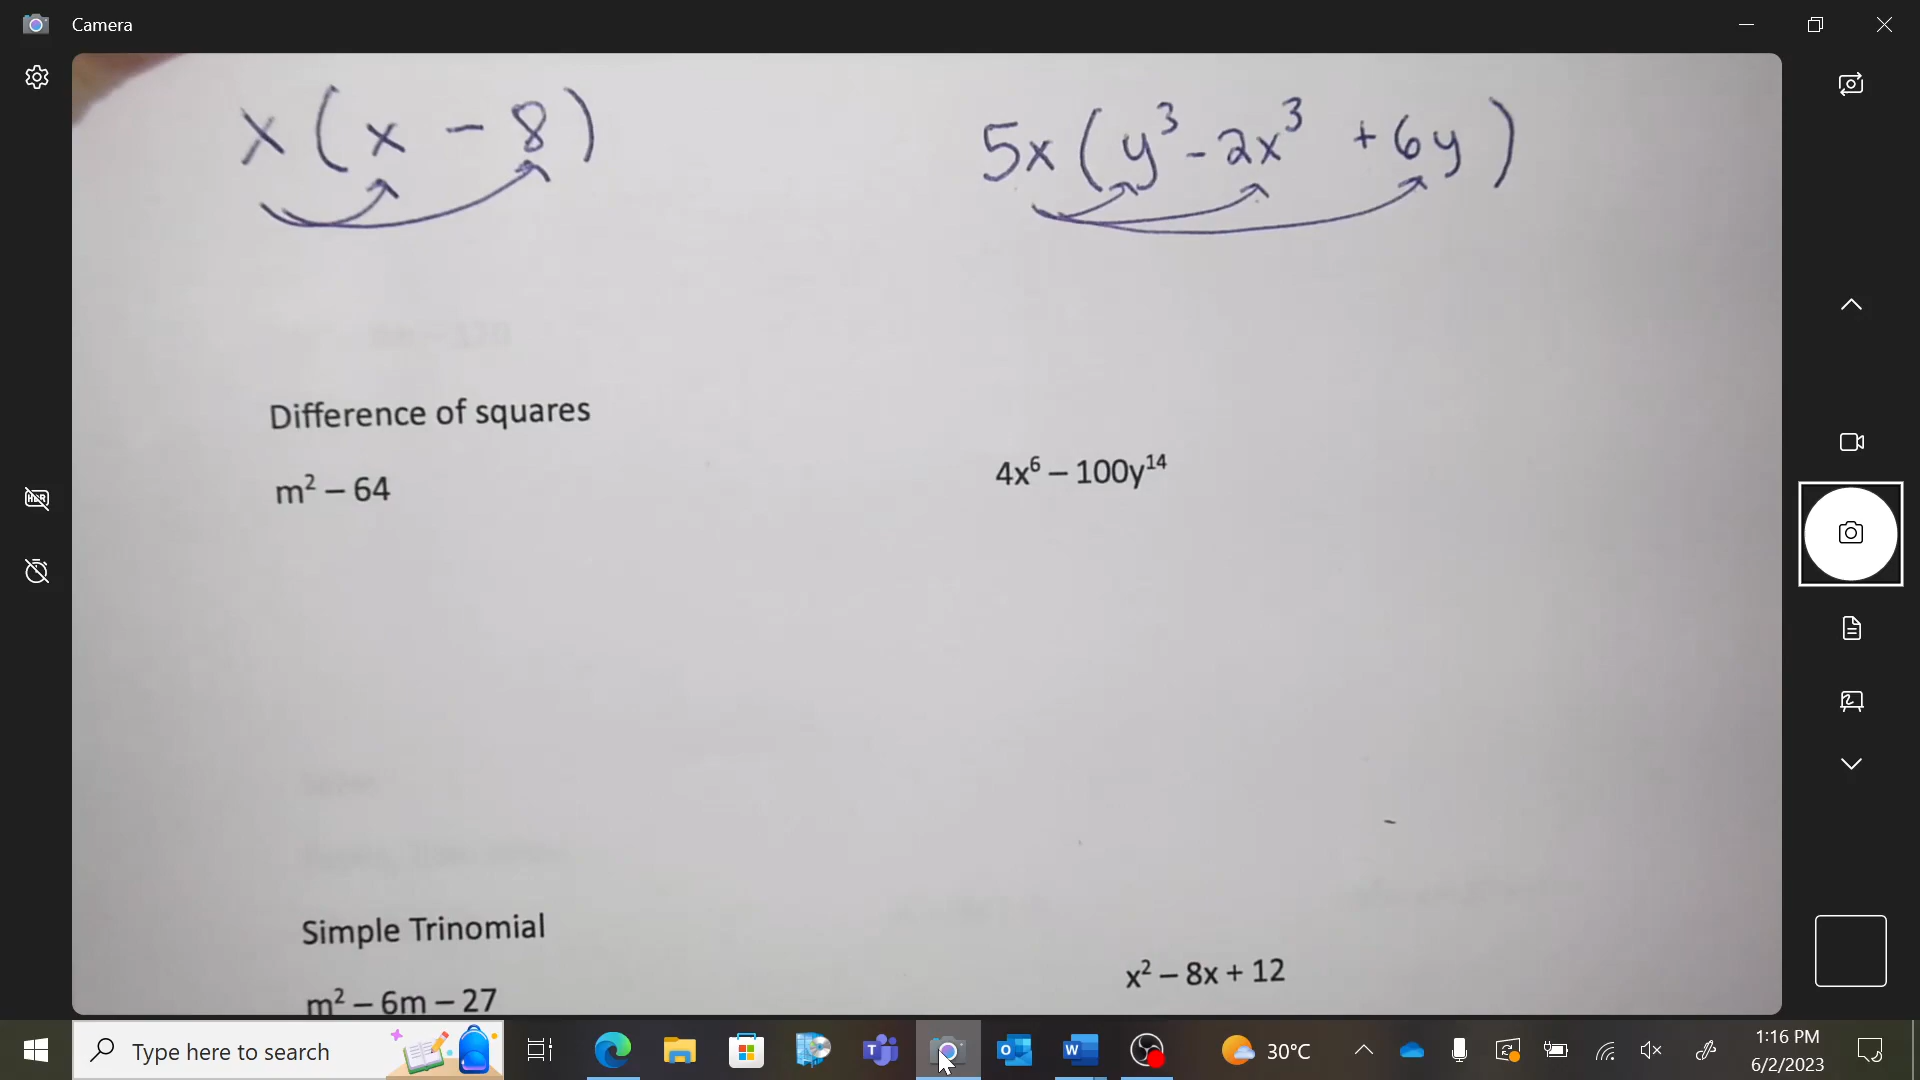 Camera
x(x - 8)
5x(y³ - 2x³ + 6y)
Difference of squares
m² – 64
4x⁶ – 100y¹⁴
Simple Trinomial
m² – 6m – 27
x² – 8x + 12
Type here to search
30°C
1:16 PM
6/2/2023